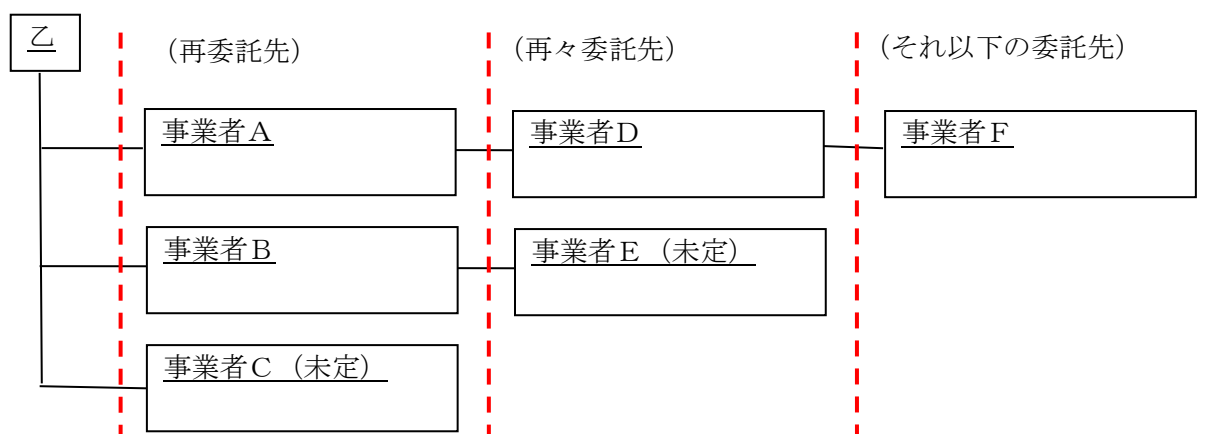 乙
（再委託先）
（再々委託先）
（それ以下の委託先）
事業者Ａ
事業者Ｄ
事業者Ｆ
事業者Ｂ
事業者Ｅ（未定）
事業者Ｃ（未定）